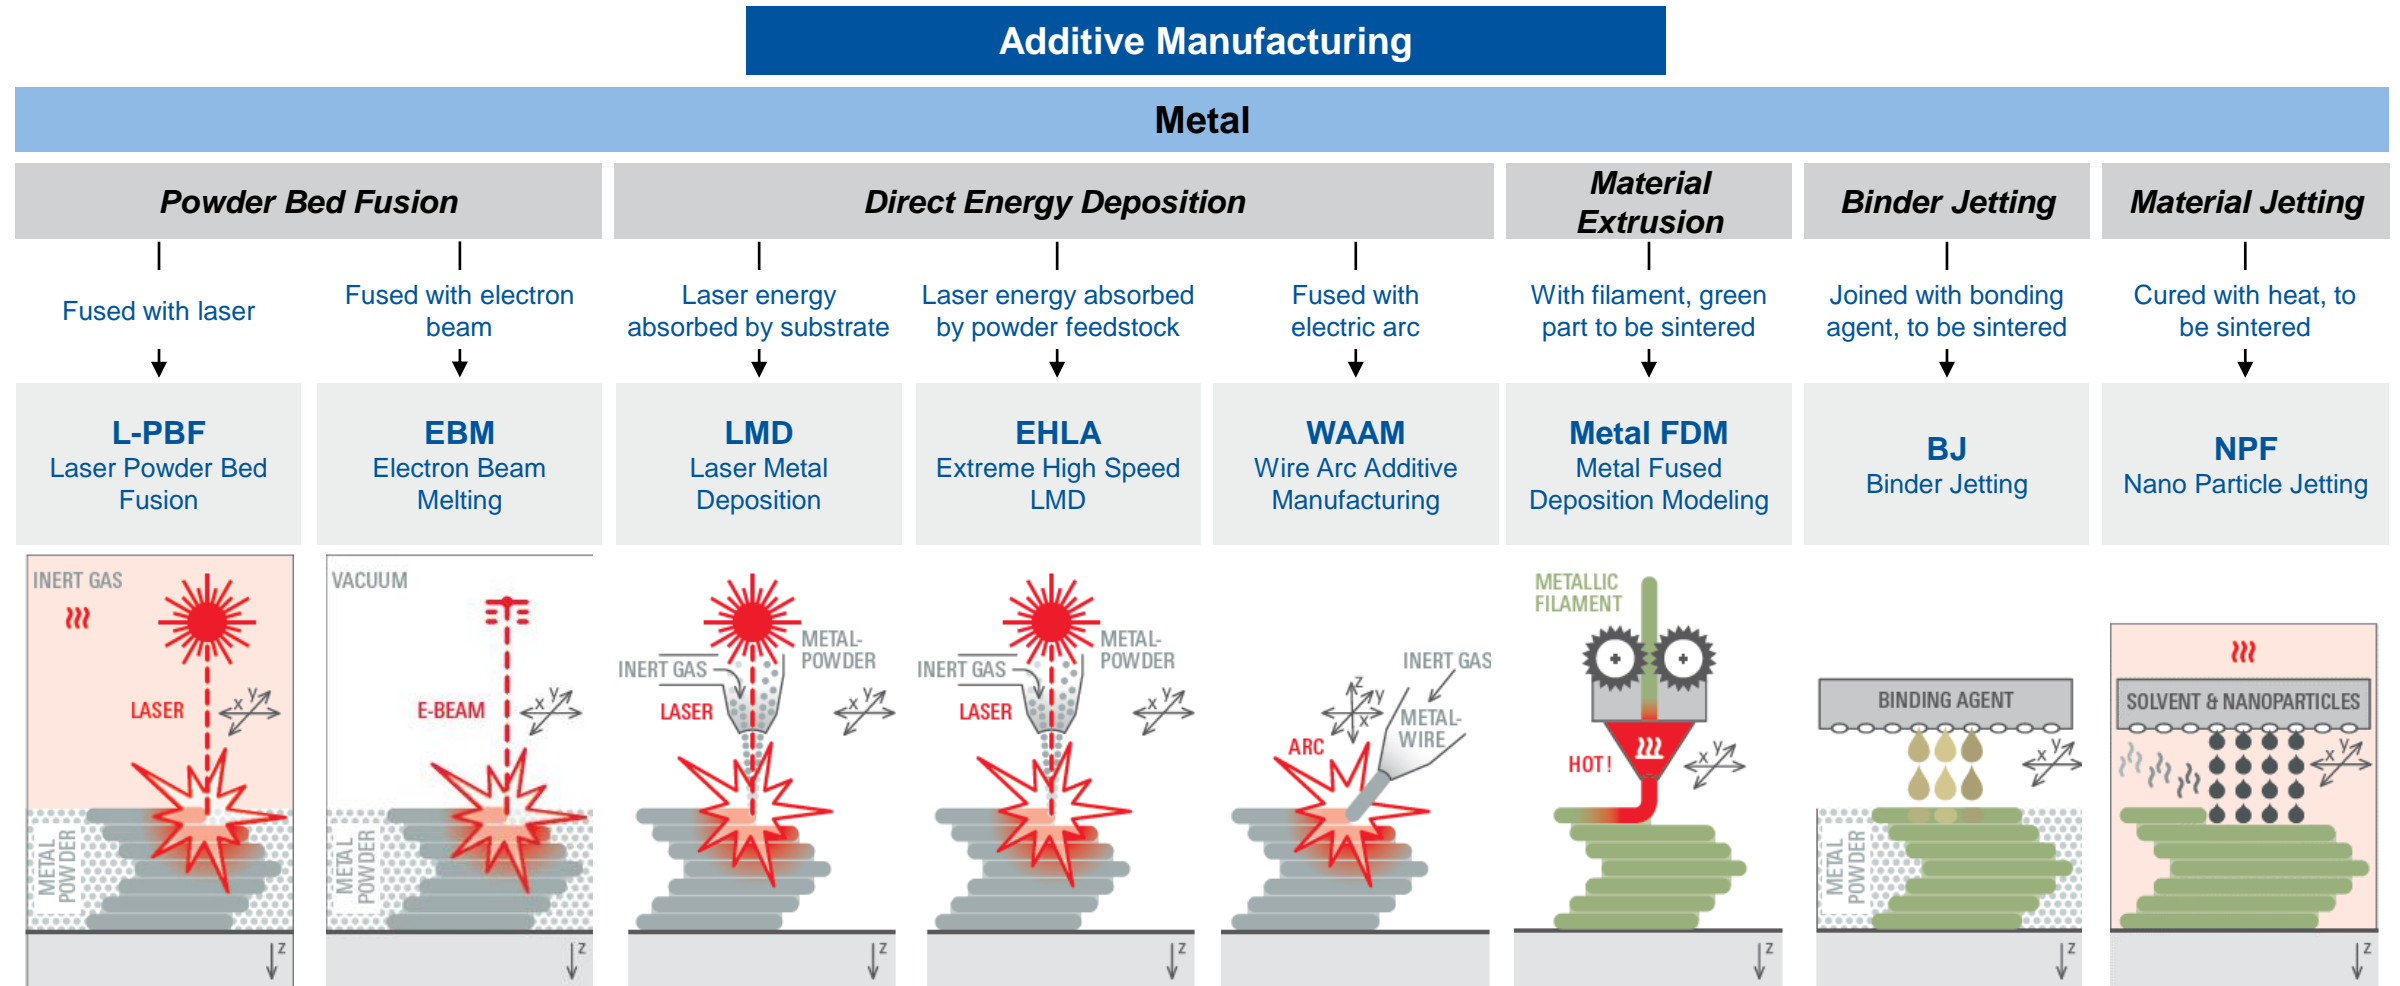 Additive Manufacturing
Metal
Powder Bed Fusion
Direct Energy Deposition
Material
Extrusion
Binder Jetting
Material Jetting
Fused with laser
Fused with electron
beam
Laser energy
absorbed by substrate
Laser energy absorbed
by powder feedstock
Fused with
electric arc
With filament, green
part to be sintered
Joined with bonding
agent, to be sintered
Cured with heat, to
be sintered
L-PBF
Laser Powder Bed
Fusion
EBM
Electron Beam
Melting
LMD
Laser Metal
Deposition
EHLA
Extreme High Speed
LMD
WAAM
Wire Arc Additive
Manufacturing
Metal FDM
Metal Fused
Deposition Modeling
BJ
Binder Jetting
NPF
Nano Particle Jetting
INERT GAS
LASER
x y
METAL
POWDER
z
VACUUM
E-BEAM
x y
METAL
POWDER
z
METAL-
POWDER
INERT GAS
LASER
x y
z
METAL-
POWDER
INERT GAS
LASER
x y
z
INERT GAS
z
y
x
METAL-
WIRE
ARC
METALLIC
FILAMENT
HOT!
x y
z
BINDING AGENT
x y
METAL
POWDER
z
SOLVENT & NANOPARTICLES
x y
z